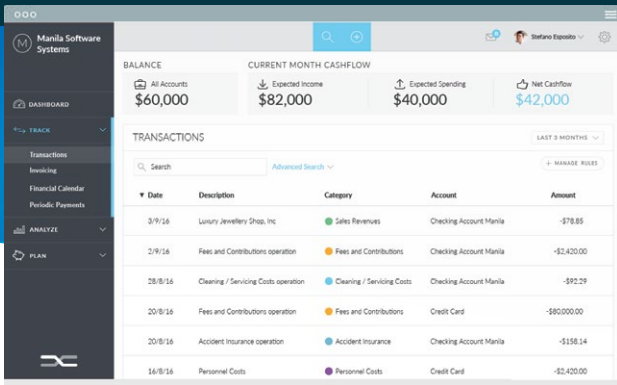 Manila Software
Systems
M
Stefano Esposito
DASHBOARD
TRACK
Transactions
Invoicing
Financial Calendar
Periodic Payments
ANALYZE
PLAN
BALANCE
CURRENT MONTH CASHFLOW
All Accounts
$60,000
Expected Income
$82,000
Expected Spending
$40,000
Net Cashflow
$42,000
TRANSACTIONS
LAST 3 MONTHS
Search
Advanced Search
+ MANAGE RULES
Date Description Category Account Amount
3/9/16 Luxury Jewellery Shop, Inc Sales Revenues Checking Account Manila -$78.85
2/9/16 Fees and Contributions operation Fees and Contributions Checking Account Manila -$2,420.00
28/8/16 Cleaning / Servicing Costs operation Cleaning / Servicing Costs Checking Account Manila -$92.29
20/8/16 Fees and Contributions operation Fees and Contributions Credit Card -$80,000.00
20/8/16 Accident Insurance operation Accident Insurance Credit Card -$158.14
16/8/16 Personnel Costs Personnel Costs Credit Card -$2,420.00